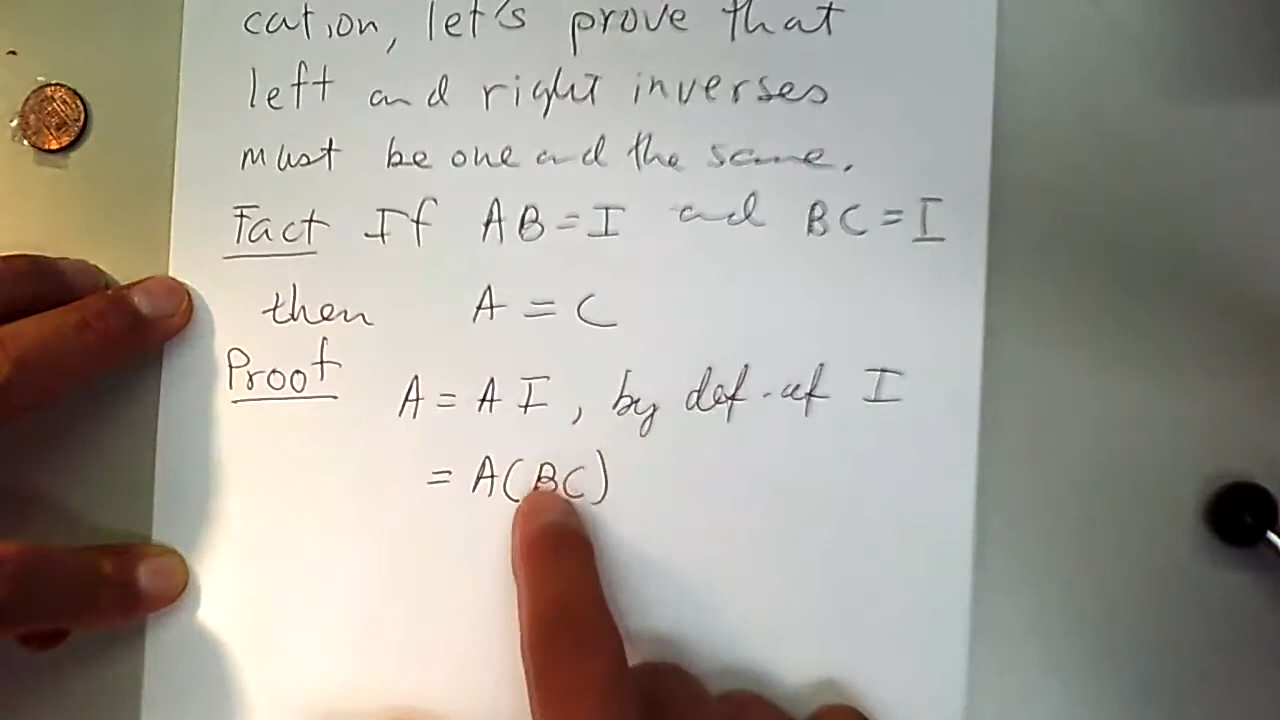 cation, let's prove that
left and right inverses
must be one and the same.
Fact If AB=I and BC=I
then A = C
Proof A = A I, by def. of I
= A(BC)